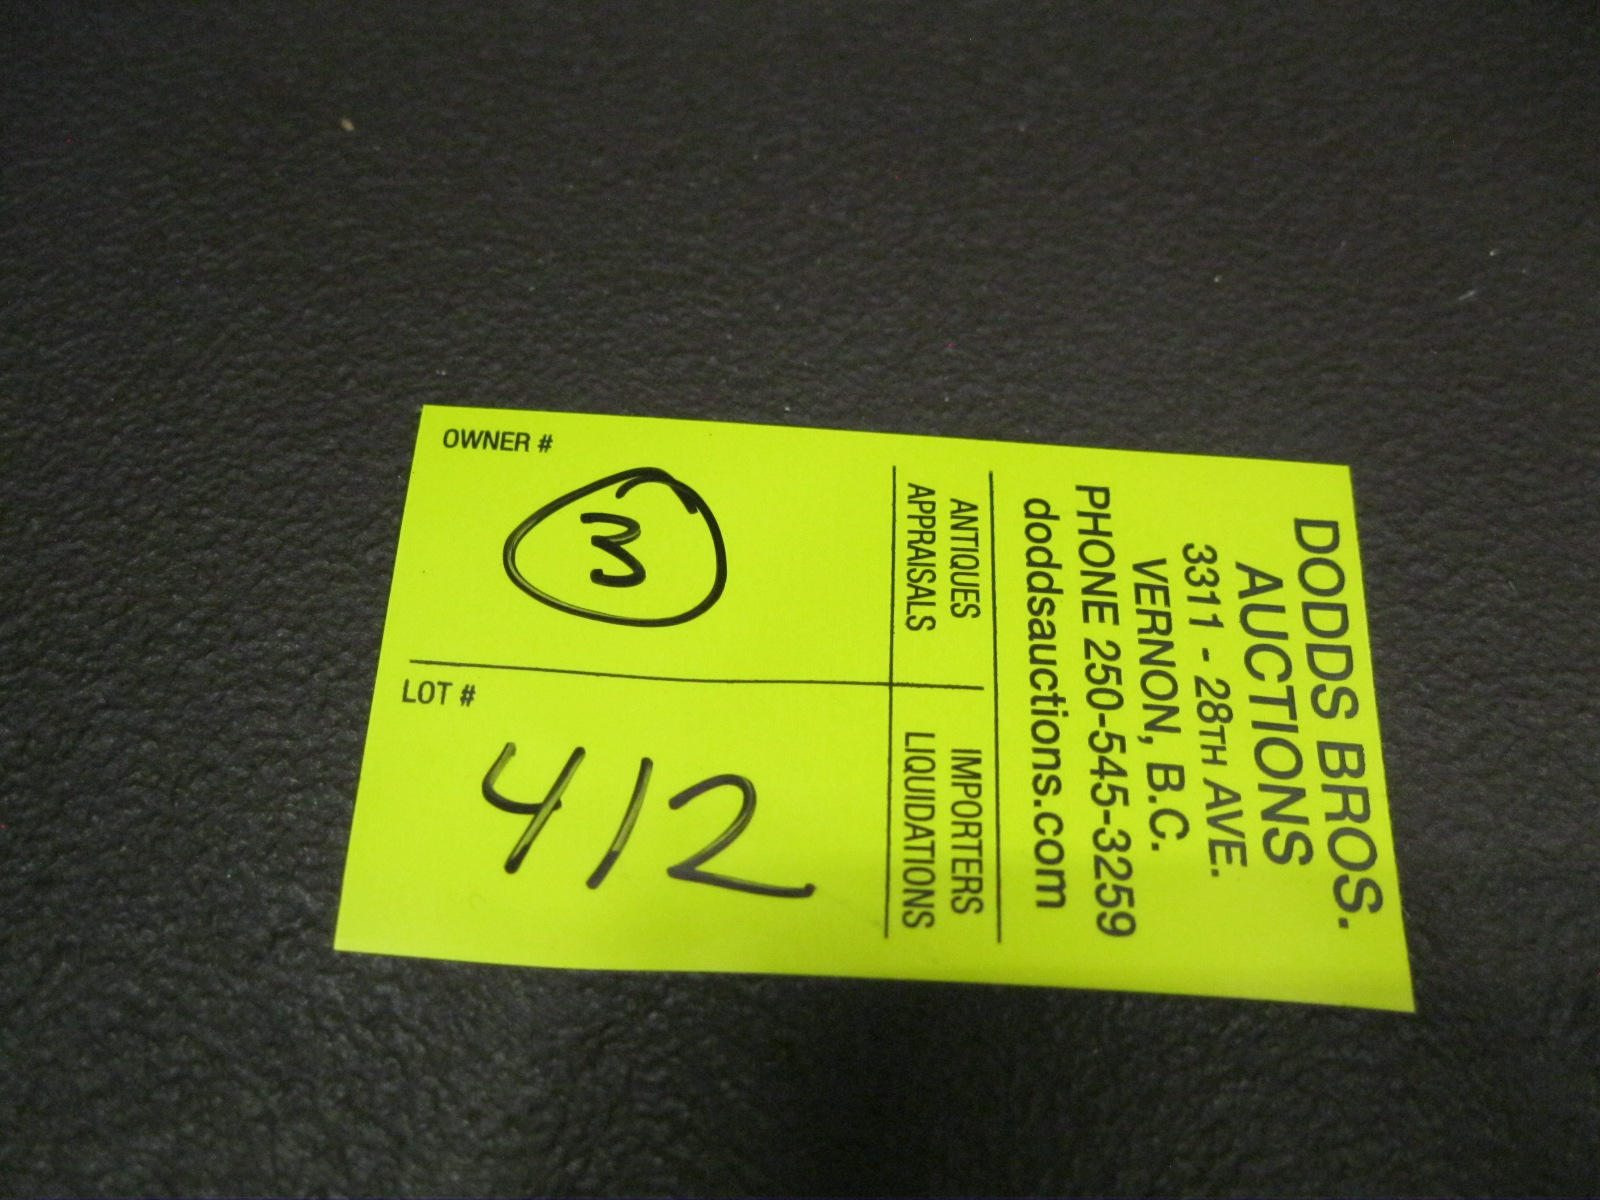 DODDS BROS.
AUCTIONS
3311 - 28TH AVE.
VERNON, B.C.
PHONE 250-545-3259
doddsauctions.com
ANTIQUES
APPRAISALS
IMPORTERS
LIQUIDATIONS
OWNER #
3
LOT #
412